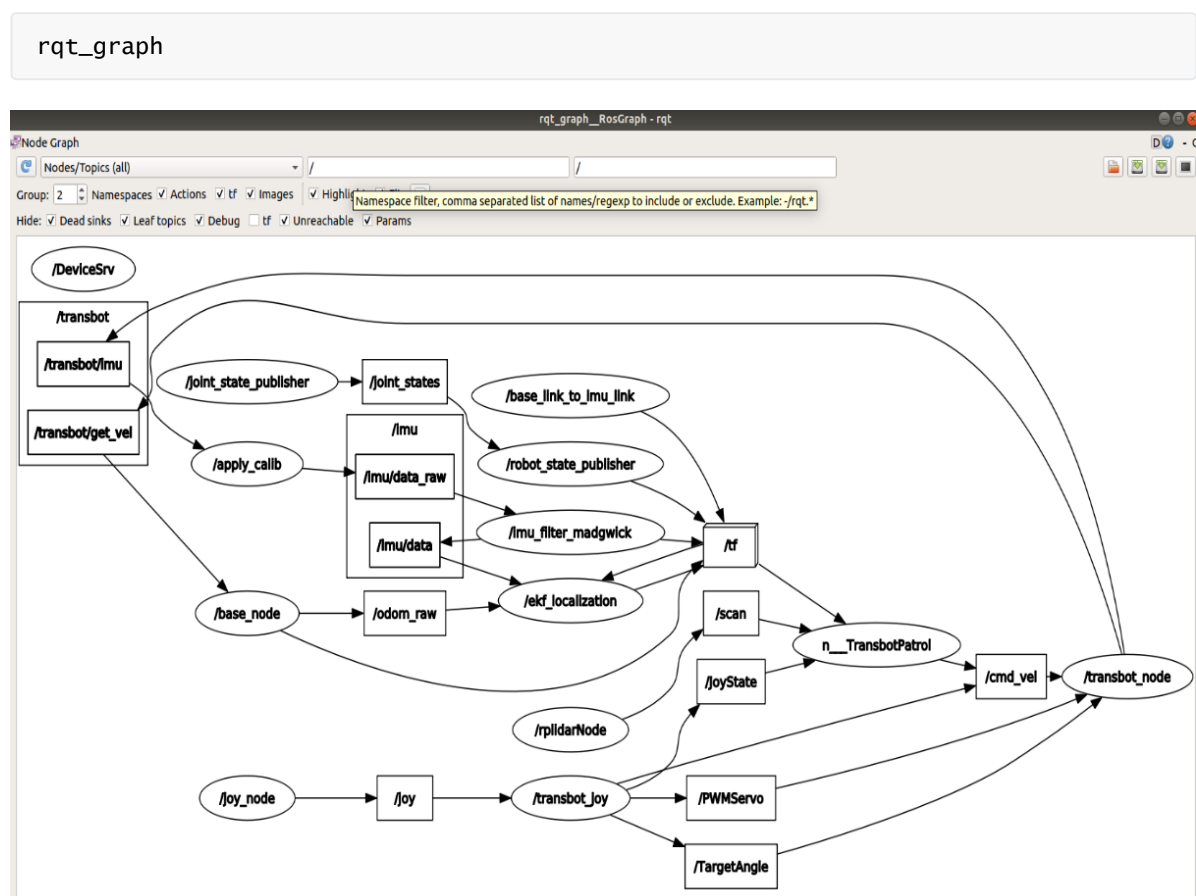 rqt_graph
rqt_graph__RosGraph - rqt
Node Graph
D
Nodes/Topics (all)
/
/
Group: 2 Namespaces Actions tf Images Highlight
Namespace filter, comma separated list of names/regexp to include or exclude. Example: -/rqt.*
Hide: Dead sinks Leaf topics Debug tf Unreachable Params
/DeviceSrv
/transbot
/transbot/imu
/transbot/get_vel
/joint_state_publisher
/joint_states
/base_link_to_imu_link
/imu
/apply_calib
/imu/data_raw
/robot_state_publisher
/imu/data
/imu_filter_madgwick
/tf
/base_node
/odom_raw
/ekf_localization
/scan
n___TransbotPatrol
/JoyState
/cmd_vel
/transbot_node
/rplidarNode
/joy_node
/joy
/transbot_joy
/PWMServo
/TargetAngle